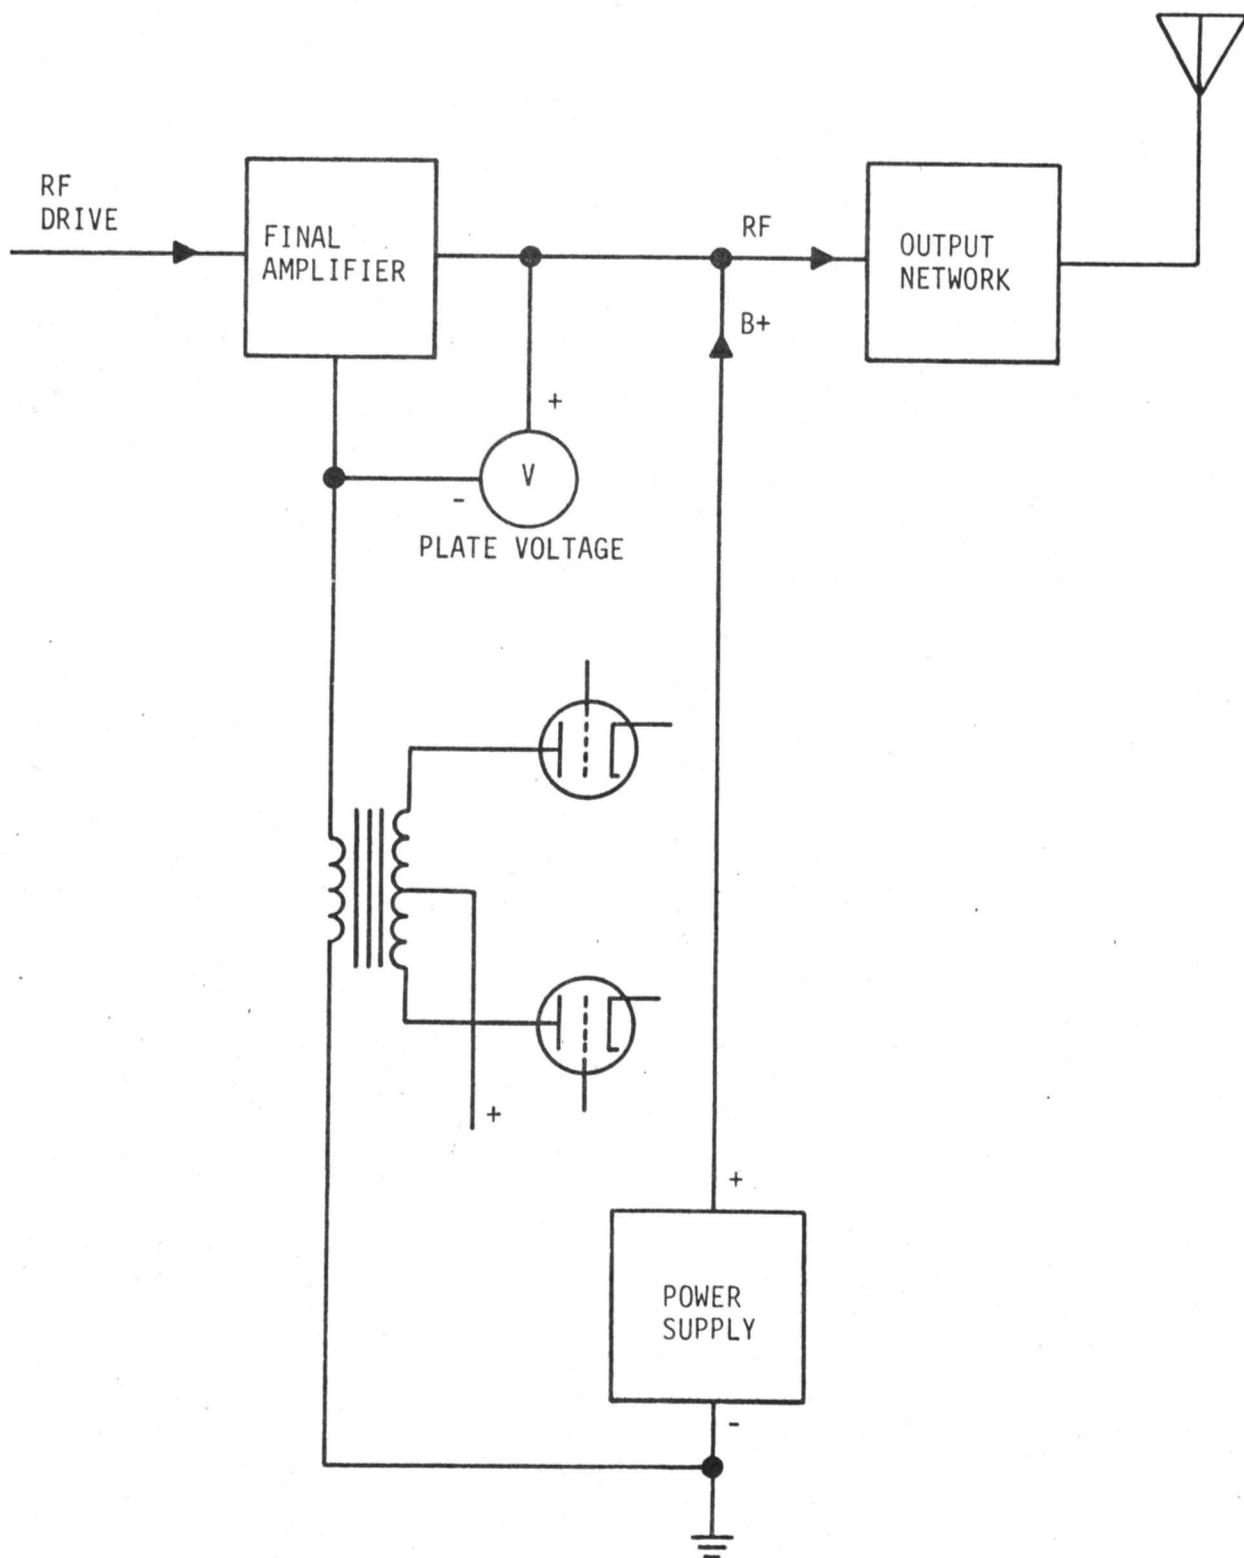 RF
DRIVE
FINAL
AMPLIFIER
RF
OUTPUT
NETWORK
B+
+
-
V
PLATE VOLTAGE
+
+
POWER
SUPPLY
-